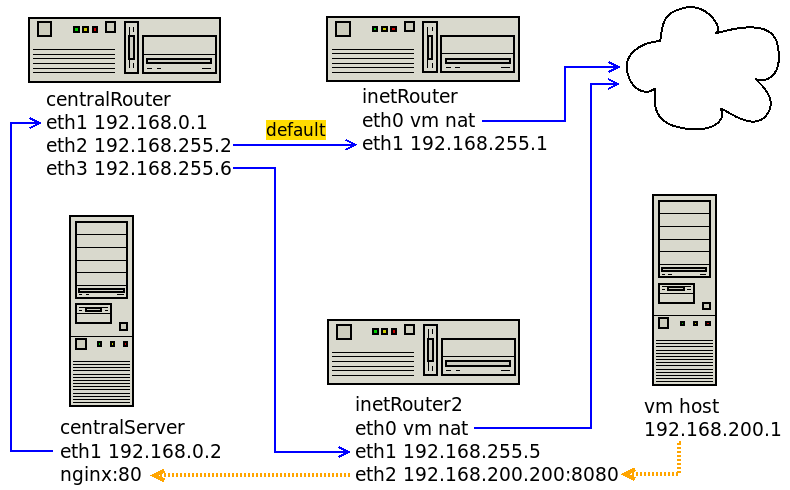 centralRouter
eth1 192.168.0.1
eth2 192.168.255.2
eth3 192.168.255.6
default
inetRouter
eth0 vm nat
eth1 192.168.255.1
centralServer
eth1 192.168.0.2
nginx:80
inetRouter2
eth0 vm nat
eth1 192.168.255.5
eth2 192.168.200.200:8080
vm host
192.168.200.1